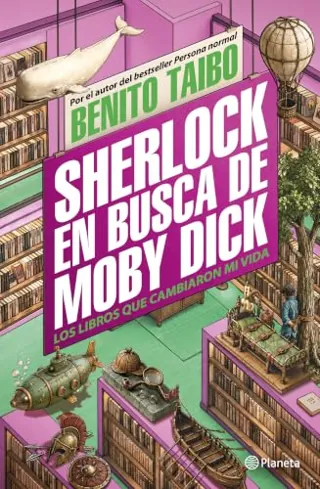 Por el autor del bestseller Persona normal
BENITO TAIBO
SHERLOCK
EN BUSCA DE
MOBY DICK
LOS LIBROS QUE CAMBIARON MI VIDA
Planeta